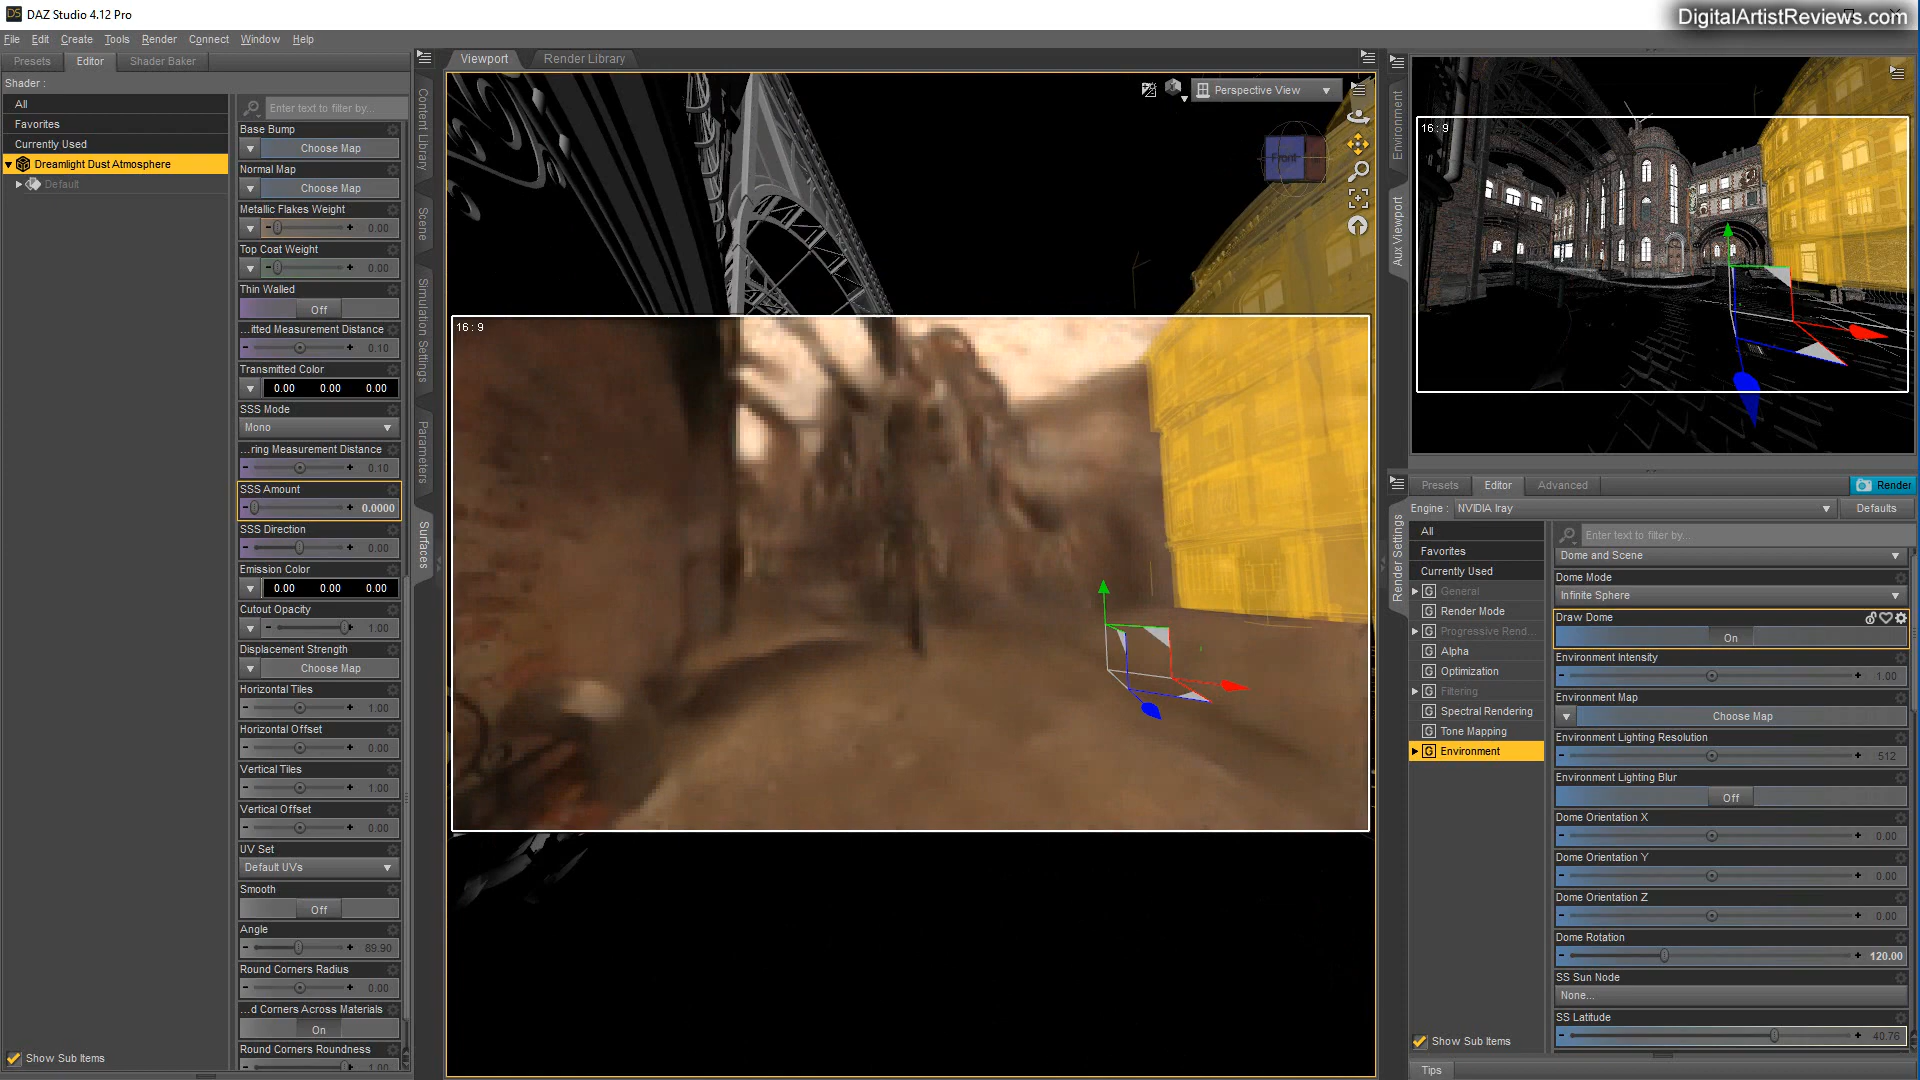 DAZ Studio 4.12 Pro
DigitalArtistReviews.com
File Edit Create Tools Render Connect Window Help
Presets Editor Shader Baker
Shader :
All
Favorites
Currently Used
Dreamlight Dust Atmosphere
Default
Show Sub Items
Enter text to filter by...
Base Bump
Choose Map
Normal Map
Choose Map
Metallic Flakes Weight
0.00
Top Coat Weight
0.00
Thin Walled
Off
...itted Measurement Distance
0.10
Transmitted Color
0.00 0.00 0.00
SSS Mode
Mono
...ring Measurement Distance
0.10
SSS Amount
0.0000
SSS Direction
0.00
Emission Color
0.00 0.00 0.00
Cutout Opacity
1.00
Displacement Strength
Choose Map
Horizontal Tiles
1.00
Horizontal Offset
0.00
Vertical Tiles
1.00
Vertical Offset
0.00
UV Set
Default UVs
Smooth
Off
Angle
89.90
Round Corners Radius
0.00
...d Corners Across Materials
On
Round Corners Roundness
1.00
Content Library
Scene
Simulation Settings
Parameters
Surfaces
Viewport Render Library
Perspective View
Front
16 : 9
Environment
Aux Viewport
16 : 9
Render Settings
Presets Editor Advanced
Render
Engine : NVIDIA Iray
Defaults
All
Favorites
Currently Used
General
Render Mode
Progressive Rend...
Alpha
Optimization
Filtering
Spectral Rendering
Tone Mapping
Environment
Show Sub Items
Enter text to filter by...
Dome and Scene
Dome Mode
Infinite Sphere
Draw Dome
On
Environment Intensity
1.00
Environment Map
Choose Map
Environment Lighting Resolution
512
Environment Lighting Blur
Off
Dome Orientation X
0.00
Dome Orientation Y
0.00
Dome Orientation Z
0.00
Dome Rotation
120.00
SS Sun Node
None...
SS Latitude
40.76
Tips